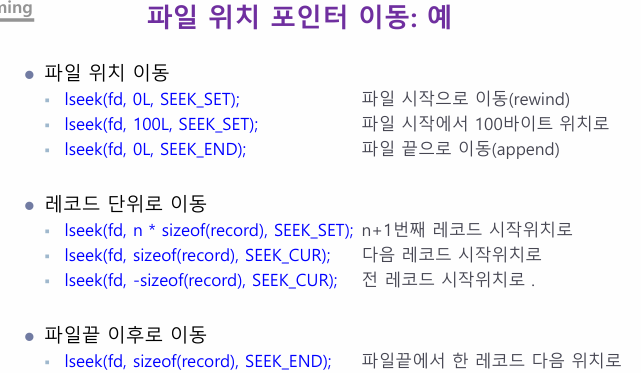 ming
파일 위치 포인터 이동: 예
파일 위치 이동
lseek(fd, 0L, SEEK_SET); 파일 시작으로 이동(rewind)
lseek(fd, 100L, SEEK_SET); 파일 시작에서 100바이트 위치로
lseek(fd, 0L, SEEK_END); 파일 끝으로 이동(append)
레코드 단위로 이동
lseek(fd, n * sizeof(record), SEEK_SET); n+1번째 레코드 시작위치로
lseek(fd, sizeof(record), SEEK_CUR); 다음 레코드 시작위치로
lseek(fd, -sizeof(record), SEEK_CUR); 전 레코드 시작위치로 .
파일끝 이후로 이동
lseek(fd, sizeof(record), SEEK_END); 파일끝에서 한 레코드 다음 위치로